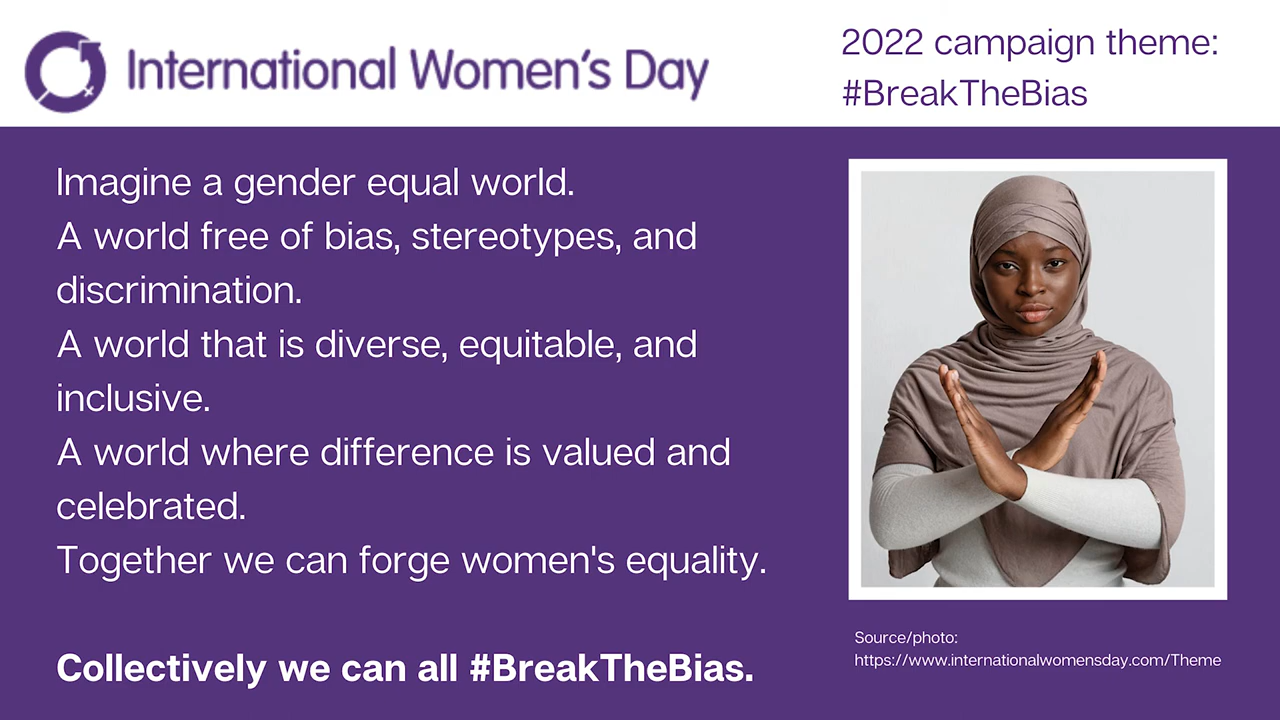 International Women's Day
2022 campaign theme:
#BreakTheBias
Imagine a gender equal world.
A world free of bias, stereotypes, and
discrimination.
A world that is diverse, equitable, and
inclusive.
A world where difference is valued and
celebrated.
Together we can forge women's equality.
Collectively we can all #BreakTheBias.
Source/photo:
https://www.internationalwomensday.com/Theme